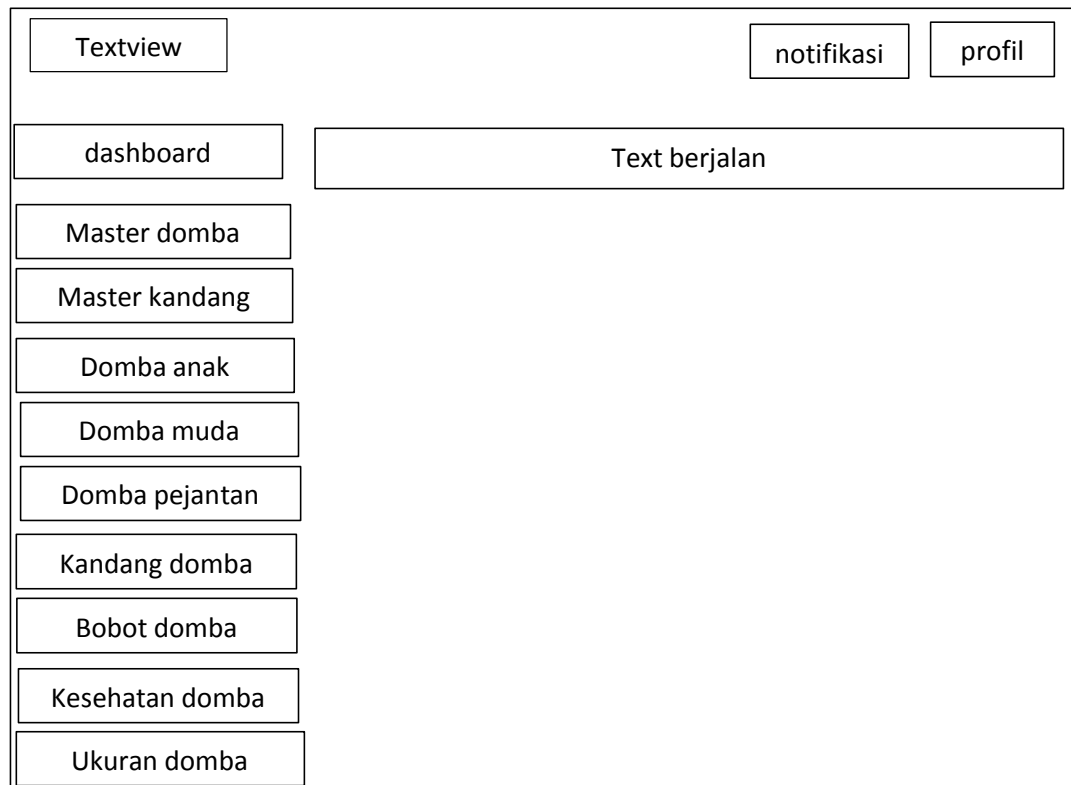 Textview
notifikasi
profil
dashboard
Text berjalan
Master domba
Master kandang
Domba anak
Domba muda
Domba pejantan
Kandang domba
Bobot domba
Kesehatan domba
Ukuran domba